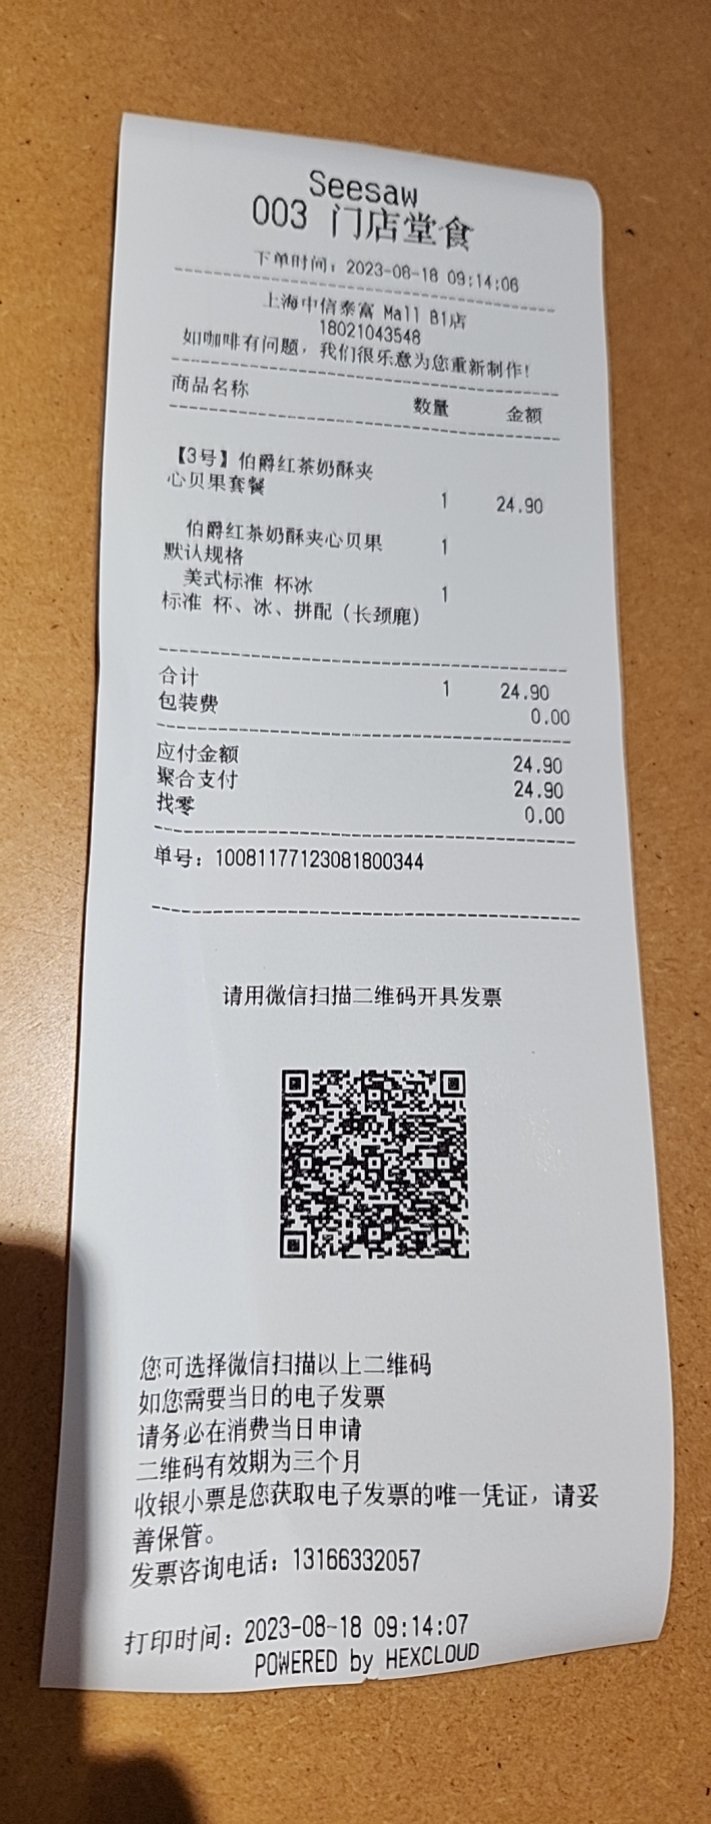 Seesaw
003 门店堂食
下单时间：2023-08-18 09:14:06
上海中信泰富 Mall B1店
18021043548
如咖啡有问题，我们很乐意为您重新制作！
商品名称 数量 金额
【3号】伯爵红茶奶酥夹
心贝果套餐 1 24.90
伯爵红茶奶酥夹心贝果 1
默认规格
美式标准 杯冰 1
标准 杯、冰、拼配（长颈鹿）
合计 1 24.90
包装费 0.00
应付金额 24.90
聚合支付 24.90
找零 0.00
单号：10081177123081800344
请用微信扫描二维码开具发票
您可选择微信扫描以上二维码
如您需要当日的电子发票
请务必在消费当日申请
二维码有效期为三个月
收银小票是您获取电子发票的唯一凭证，请妥
善保管。
发票咨询电话：13166332057
打印时间：2023-08-18 09:14:07
POWERED by HEXCLOUD